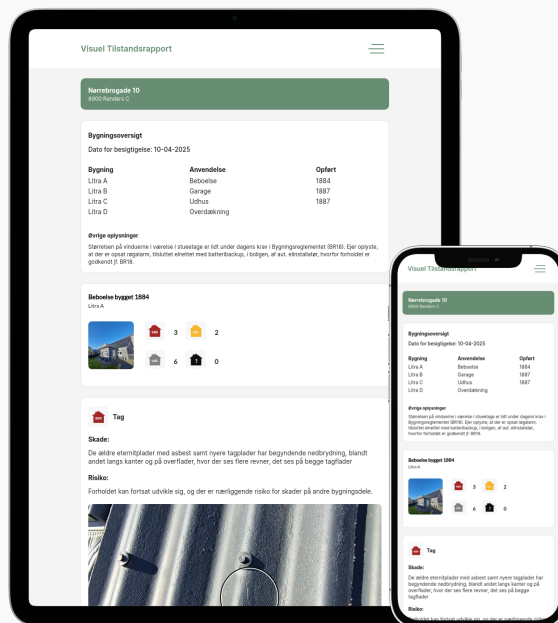 Visuel Tilstandsrapport
Nørrebrogade 10
8900 Randers C
Bygningsoversigt
Dato for besigtigelse: 10-04-2025
Bygning Anvendelse Opført
Litra A Beboelse 1884
Litra B Garage 1887
Litra C Udhus 1887
Litra D Overdækning
Øvrige oplysninger
Størrelsen på vinduerne i værelse i stueetage er lidt under dagens krav i Bygningsreglementet (BR18). Ejer oplyste,
at der er opsat røgalarm, tilsluttet elnettet med batteribackup, i boligen, af aut. elinstallatør, hvorfor forholdet er
godkendt jf. BR18.
Beboelse bygget 1884
Litra A
3 2
6 ? 0
Tag
Skade:
De ældre eternitplader med asbest samt nyere tagplader har begyndende nedbrydning, blandt
andet langs kanter og på overflader, hvor der ses flere revner, det ses på begge tagflader
Risiko:
Forholdet kan fortsat udvikle sig, og der er nærliggende risiko for skader på andre bygningsdele.
Visuel Tilstandsrapport
Nørrebrogade 10
8900 Randers C
Bygningsoversigt
Dato for besigtigelse: 10-04-2025
Bygning Anvendelse Opført
Litra A Beboelse 1884
Litra B Garage 1887
Litra C Udhus 1887
Litra D Overdækning
Øvrige oplysninger
Størrelsen på vinduerne i værelse i stueetage er lidt under dagens krav i
Bygningsreglementet (BR18). Ejer oplyste, at der er opsat røgalarm,
tilsluttet elnettet med batteribackup, i boligen, af aut. elinstallatør,
hvorfor forholdet er godkendt jf. BR18.
Beboelse bygget 1884
Litra A
3 2
6 ? 0
Tag
Skade:
De ældre eternitplader med asbest samt nyere tagplader har
begyndende nedbrydning, blandt andet langs kanter og på
overflader, hvor der ses flere revner, det ses på begge
tagflader
Risiko:
Forholdet kan fortsat udvikle sig, og der er nærliggende risiko